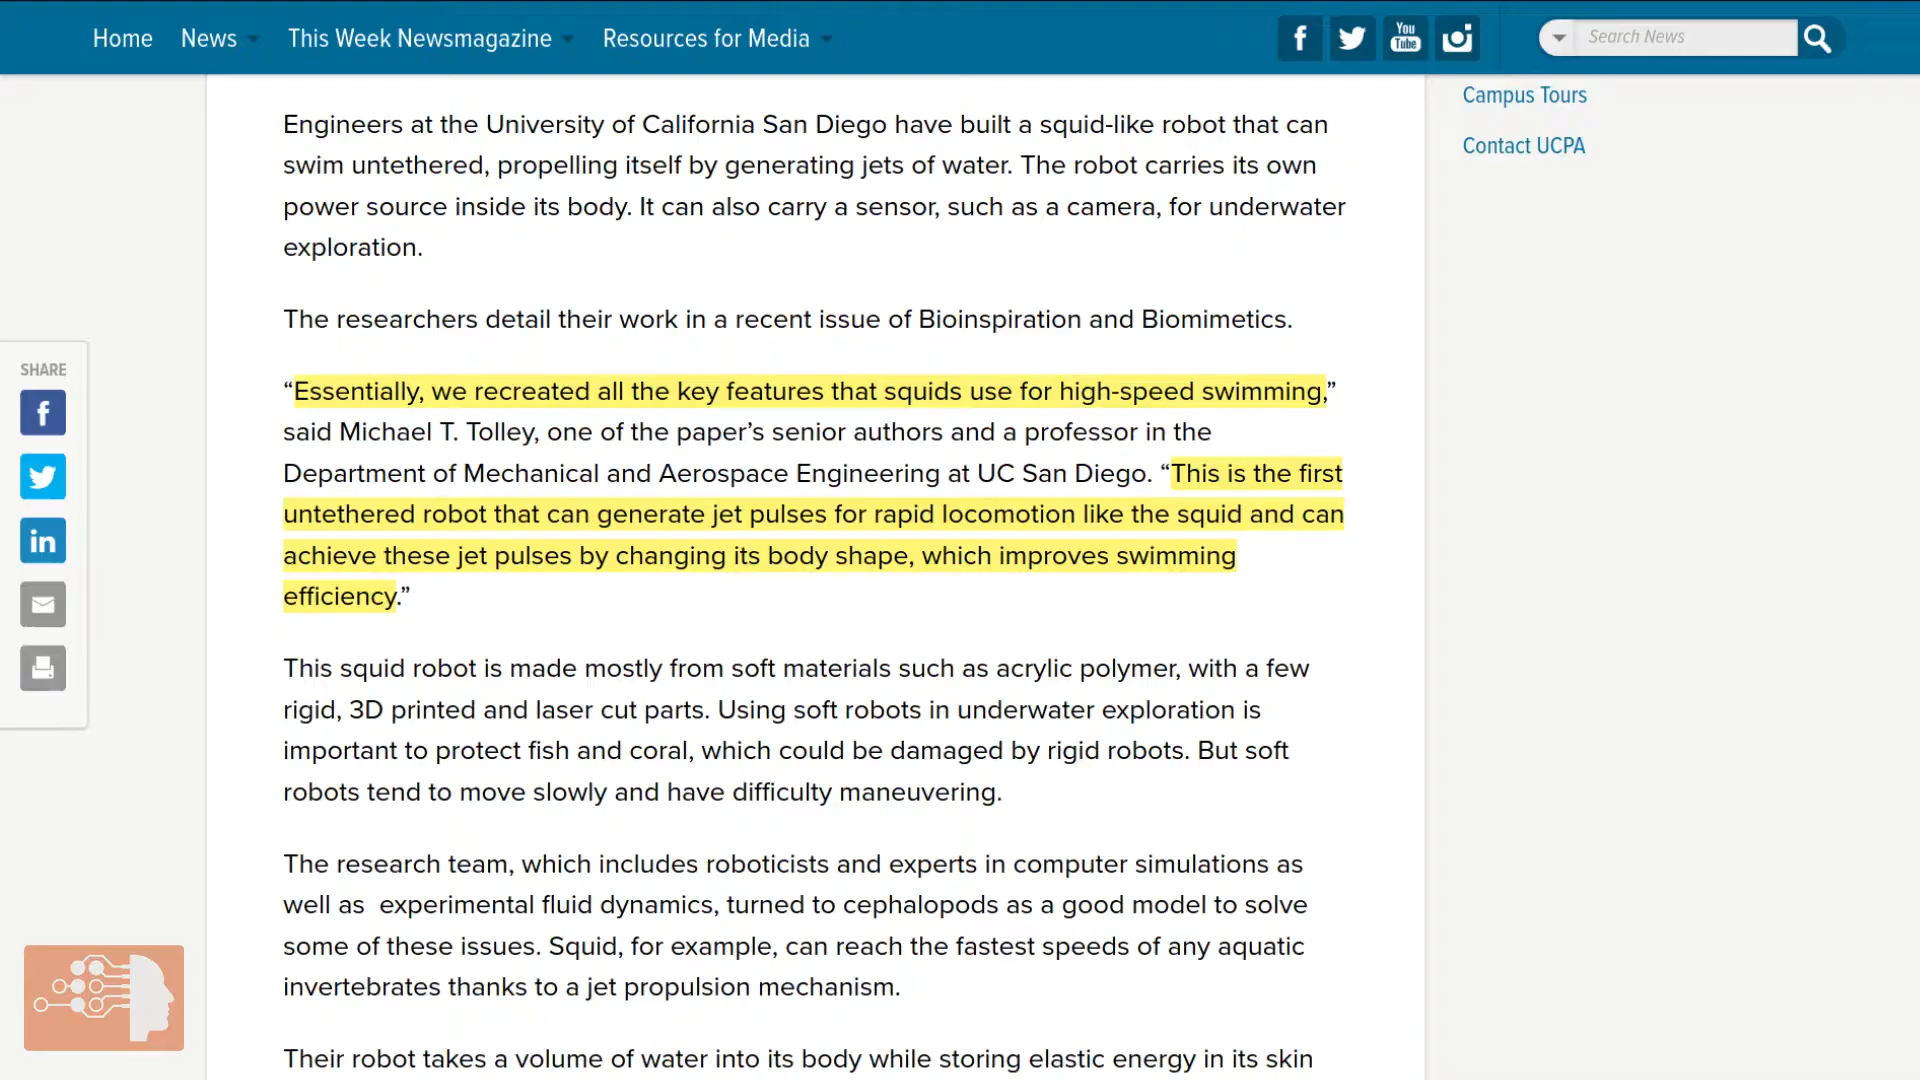 Home News This Week Newsmagazine Resources for Media You Tube Search News
Campus Tours
Contact UCPA
Engineers at the University of California San Diego have built a squid-like robot that can
swim untethered, propelling itself by generating jets of water. The robot carries its own
power source inside its body. It can also carry a sensor, such as a camera, for underwater
exploration.
The researchers detail their work in a recent issue of Bioinspiration and Biomimetics.
SHARE
“Essentially, we recreated all the key features that squids use for high-speed swimming,”
said Michael T. Tolley, one of the paper’s senior authors and a professor in the
Department of Mechanical and Aerospace Engineering at UC San Diego. “This is the first
untethered robot that can generate jet pulses for rapid locomotion like the squid and can
achieve these jet pulses by changing its body shape, which improves swimming
efficiency.”
This squid robot is made mostly from soft materials such as acrylic polymer, with a few
rigid, 3D printed and laser cut parts. Using soft robots in underwater exploration is
important to protect fish and coral, which could be damaged by rigid robots. But soft
robots tend to move slowly and have difficulty maneuvering.
The research team, which includes roboticists and experts in computer simulations as
well as  experimental fluid dynamics, turned to cephalopods as a good model to solve
some of these issues. Squid, for example, can reach the fastest speeds of any aquatic
invertebrates thanks to a jet propulsion mechanism.
Their robot takes a volume of water into its body while storing elastic energy in its skin